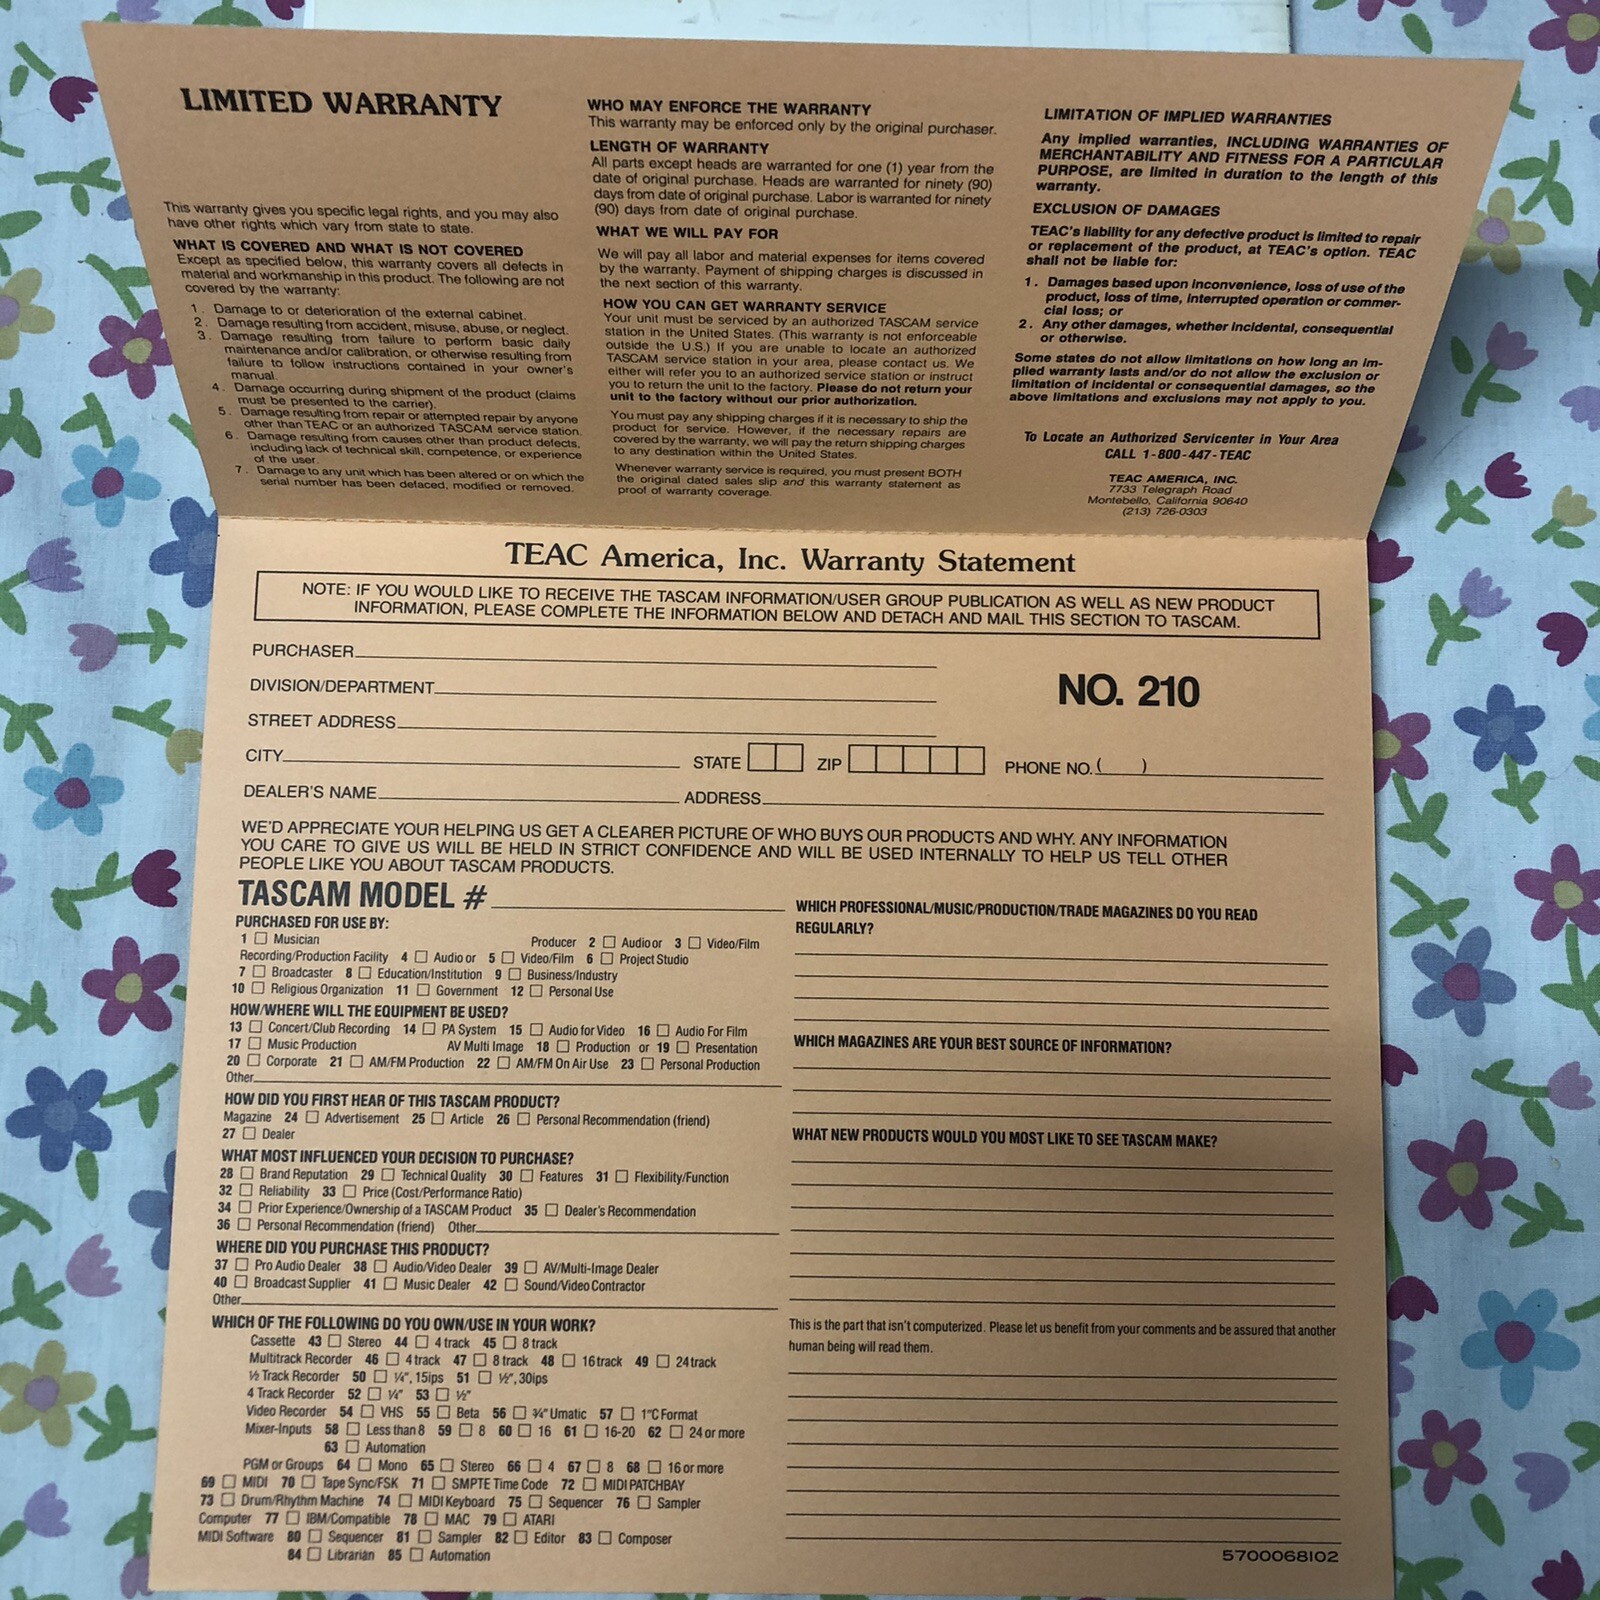 LIMITED WARRANTY
This warranty gives you specific legal rights, and you may also
have other rights which vary from state to state.
WHAT IS COVERED AND WHAT IS NOT COVERED
Except as specified below, this warranty covers all defects in
material and workmanship in this product. The following are not
covered by the warranty:
1. Damage to or deterioration of the external cabinet.
2. Damage resulting from accident, misuse, abuse, or neglect.
3. Damage resulting from failure to perform basic daily
maintenance and/or calibration, or otherwise resulting from
failure to follow instructions contained in your owner's
manual.
4. Damage occurring during shipment of the product (claims
must be presented to the carrier).
5. Damage resulting from repair or attempted repair by anyone
other than TEAC or an authorized TASCAM service station.
6. Damage resulting from causes other than product defects,
including lack of technical skill, competence, or experience
of the user.
7. Damage to any unit which has been altered or on which the
serial number has been defaced, modified or removed.
WHO MAY ENFORCE THE WARRANTY
This warranty may be enforced only by the original purchaser.
LENGTH OF WARRANTY
All parts except heads are warranted for one (1) year from the
date of original purchase. Heads are warranted for ninety (90)
days from date of original purchase. Labor is warranted for ninety
(90) days from date of original purchase.
WHAT WE WILL PAY FOR
We will pay all labor and material expenses for items covered
by the warranty. Payment of shipping charges is discussed in
the next section of this warranty.
HOW YOU CAN GET WARRANTY SERVICE
Your unit must be serviced by an authorized TASCAM service
station in the United States. (This warranty is not enforceable
outside the U.S.) If you are unable to locate an authorized
TASCAM service station in your area, please contact us. We
either will refer you to an authorized service station or instruct
you to return the unit to the factory. Please do not return your
unit to the factory without our prior authorization.
You must pay any shipping charges if it is necessary to ship the
product for service. However, if the necessary repairs are
covered by the warranty, we will pay the return shipping charges
to any destination within the United States.
Whenever warranty service is required, you must present BOTH
the original dated sales slip and this warranty statement as
proof of warranty coverage.
LIMITATION OF IMPLIED WARRANTIES
Any implied warranties, INCLUDING WARRANTIES OF
MERCHANTABILITY AND FITNESS FOR A PARTICULAR
PURPOSE, are limited in duration to the length of this
warranty.
EXCLUSION OF DAMAGES
TEAC's liability for any defective product is limited to repair
or replacement of the product, at TEAC's option. TEAC
shall not be liable for:
1. Damages based upon inconvenience, loss of use of the
product, loss of time, interrupted operation or commer-
cial loss; or
2. Any other damages, whether incidental, consequential
or otherwise.
Some states do not allow limitations on how long an im-
plied warranty lasts and/or do not allow the exclusion or
limitation of incidental or consequential damages, so the
above limitations and exclusions may not apply to you.
To Locate an Authorized Servicenter in Your Area
CALL 1-800-447-TEAC
TEAC AMERICA, INC.
7733 Telegraph Road
Montebello, California 90640
(213) 726-0303
TEAC America, Inc. Warranty Statement
NOTE: IF YOU WOULD LIKE TO RECEIVE THE TASCAM INFORMATION/USER GROUP PUBLICATION AS WELL AS NEW PRODUCT
INFORMATION, PLEASE COMPLETE THE INFORMATION BELOW AND DETACH AND MAIL THIS SECTION TO TASCAM.
PURCHASER
DIVISION/DEPARTMENT
NO. 210
STREET ADDRESS
CITY STATE ZIP PHONE NO. ( )
DEALER'S NAME ADDRESS
WE'D APPRECIATE YOUR HELPING US GET A CLEARER PICTURE OF WHO BUYS OUR PRODUCTS AND WHY. ANY INFORMATION
YOU CARE TO GIVE US WILL BE HELD IN STRICT CONFIDENCE AND WILL BE USED INTERNALLY TO HELP US TELL OTHER
PEOPLE LIKE YOU ABOUT TASCAM PRODUCTS.
TASCAM MODEL #
PURCHASED FOR USE BY:
1 Musician Producer 2 Audio or 3 Video/Film
Recording/Production Facility 4 Audio or 5 Video/Film 6 Project Studio
7 Broadcaster 8 Education/Institution 9 Business/Industry
10 Religious Organization 11 Government 12 Personal Use
HOW/WHERE WILL THE EQUIPMENT BE USED?
13 Concert/Club Recording 14 PA System 15 Audio for Video 16 Audio For Film
17 Music Production AV Multi Image 18 Production or 19 Presentation
20 Corporate 21 AM/FM Production 22 AM/FM On Air Use 23 Personal Production
Other
HOW DID YOU FIRST HEAR OF THIS TASCAM PRODUCT?
Magazine 24 Advertisement 25 Article 26 Personal Recommendation (friend)
27 Dealer
WHAT MOST INFLUENCED YOUR DECISION TO PURCHASE?
28 Brand Reputation 29 Technical Quality 30 Features 31 Flexibility/Function
32 Reliability 33 Price (Cost/Performance Ratio)
34 Prior Experience/Ownership of a TASCAM Product 35 Dealer's Recommendation
36 Personal Recommendation (friend) Other
WHERE DID YOU PURCHASE THIS PRODUCT?
37 Pro Audio Dealer 38 Audio/Video Dealer 39 AV/Multi-Image Dealer
40 Broadcast Supplier 41 Music Dealer 42 Sound/Video Contractor
Other
WHICH OF THE FOLLOWING DO YOU OWN/USE IN YOUR WORK?
Cassette 43 Stereo 44 4 track 45 8 track
Multitrack Recorder 46 4 track 47 8 track 48 16 track 49 24 track
½ Track Recorder 50 ¼", 15ips 51 ½", 30ips
4 Track Recorder 52 ¼" 53 ½"
Video Recorder 54 VHS 55 Beta 56 ¾" Umatic 57 1"C Format
Mixer-Inputs 58 Less than 8 59 8 60 16 61 16-20 62 24 or more
63 Automation
PGM or Groups 64 Mono 65 Stereo 66 4 67 8 68 16 or more
69 MIDI 70 Tape Sync/FSK 71 SMPTE Time Code 72 MIDI PATCHBAY
73 Drum/Rhythm Machine 74 MIDI Keyboard 75 Sequencer 76 Sampler
Computer 77 IBM/Compatible 78 MAC 79 ATARI
MIDI Software 80 Sequencer 81 Sampler 82 Editor 83 Composer
84 Librarian 85 Automation
WHICH PROFESSIONAL/MUSIC/PRODUCTION/TRADE MAGAZINES DO YOU READ
REGULARLY?
WHICH MAGAZINES ARE YOUR BEST SOURCE OF INFORMATION?
WHAT NEW PRODUCTS WOULD YOU MOST LIKE TO SEE TASCAM MAKE?
This is the part that isn't computerized. Please let us benefit from your comments and be assured that another
human being will read them.
5700068102